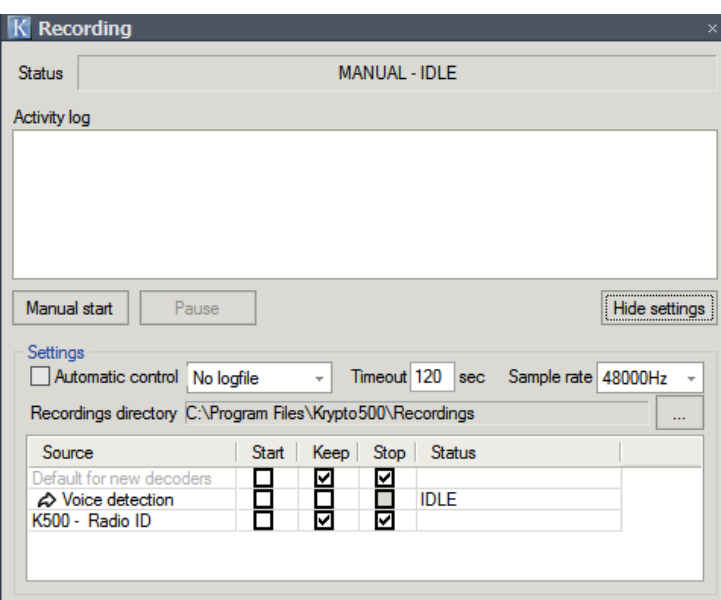 K Recording
Status MANUAL - IDLE
Activity log
Manual start Pause Hide settings
Settings
Automatic control No logfile Timeout 120 sec Sample rate 48000Hz
Recordings directory C:\Program Files\Krypto500\Recordings ...
Source Start Keep Stop Status
Default for new decoders
Voice detection IDLE
K500 - Radio ID